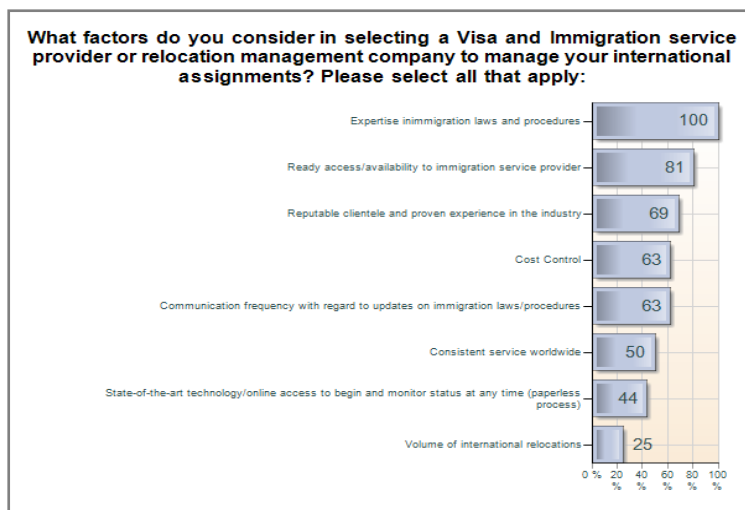 What factors do you consider in selecting a Visa and Immigration service
provider or relocation management company to manage your international
assignments? Please select all that apply:
Expertise inimmigration laws and procedures
100
Ready access/availability to immigration service provider
81
Reputable clientele and proven experience in the industry
69
Cost Control
63
Communication frequency with regard to updates on immigration laws/procedures
63
Consistent service worldwide
50
State-of-the-art technology/online access to begin and monitor status at any time (paperless
process)
44
Volume of international relocations
25
0 % 20 40 60 80 100
% % % % %